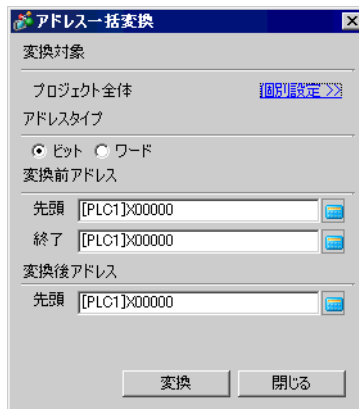 アドレス一括変換
変換対象
プロジェクト全体 個別設定 >>
アドレスタイプ
ビット ワード
変換前アドレス
先頭 [PLC1]X00000
終了 [PLC1]X00000
変換後アドレス
先頭 [PLC1]X00000
変換 閉じる